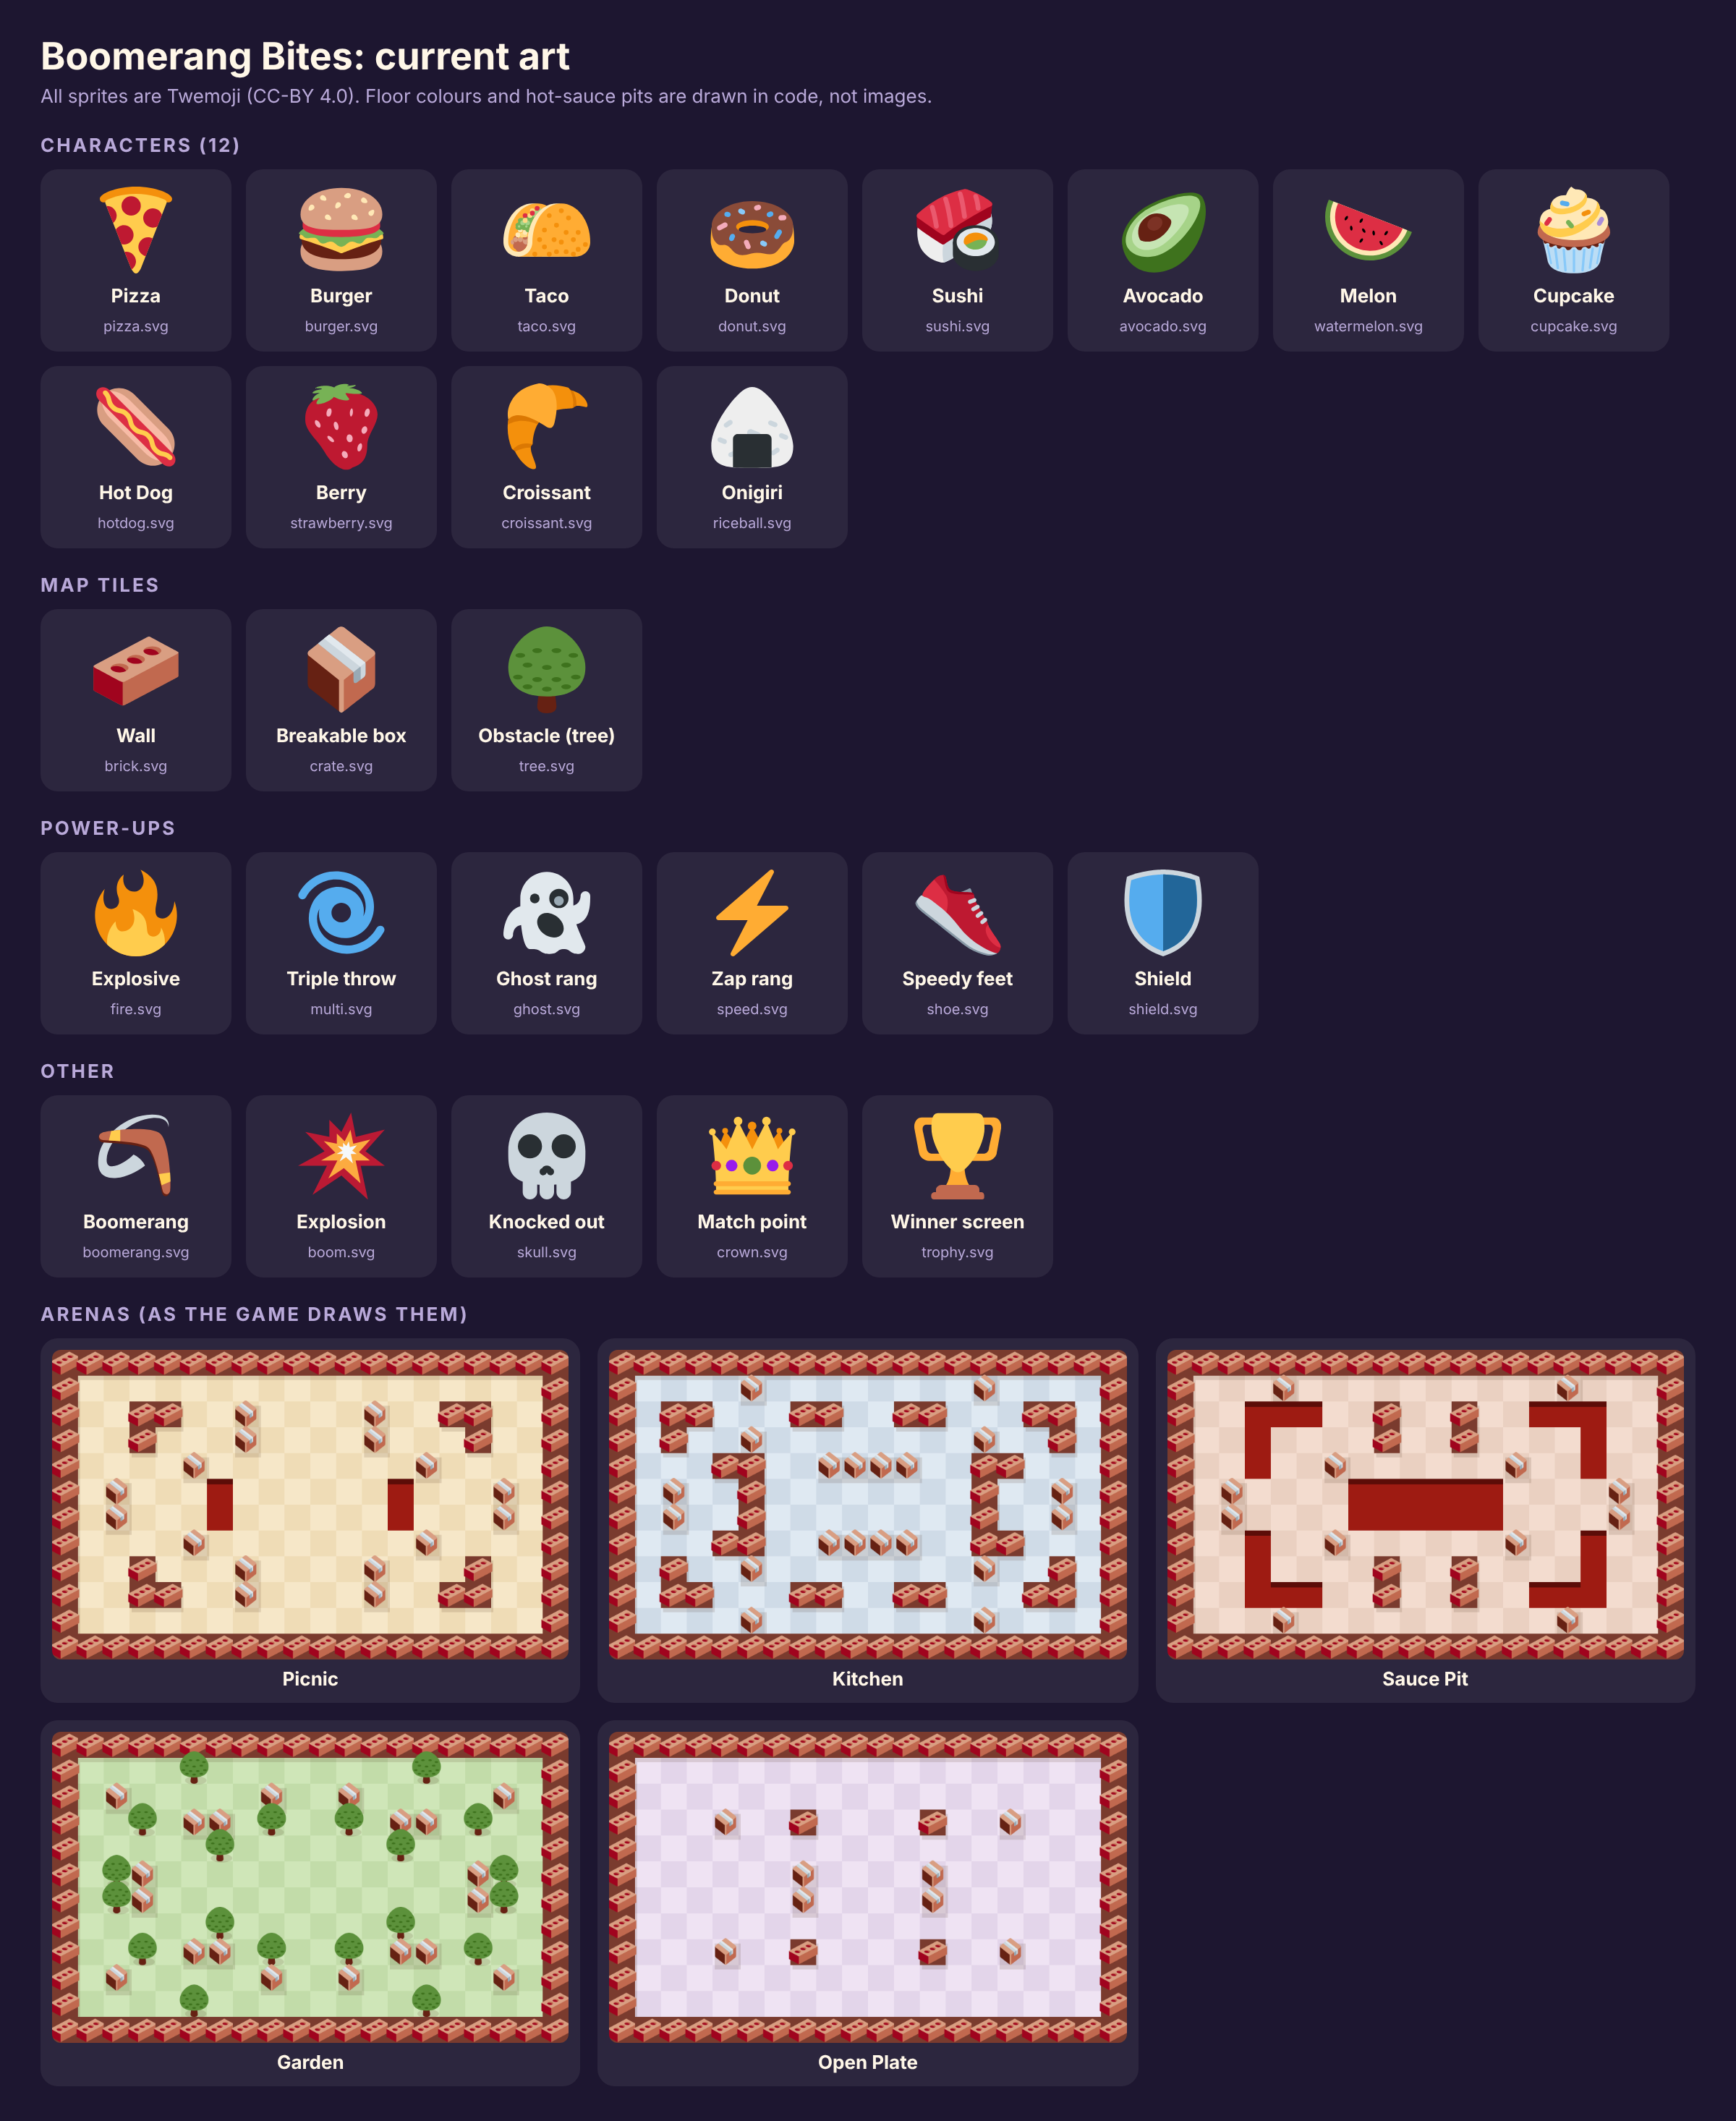 Boomerang Bites: current art
All sprites are Twemoji (CC-BY 4.0). Floor colours and hot-sauce pits are drawn in code, not images.
CHARACTERS (12)
Pizza
pizza.svg
Burger
burger.svg
Taco
taco.svg
Donut
donut.svg
Sushi
sushi.svg
Avocado
avocado.svg
Melon
watermelon.svg
Cupcake
cupcake.svg
Hot Dog
hotdog.svg
Berry
strawberry.svg
Croissant
croissant.svg
Onigiri
riceball.svg
MAP TILES
Wall
brick.svg
Breakable box
crate.svg
Obstacle (tree)
tree.svg
POWER-UPS
Explosive
fire.svg
Triple throw
multi.svg
Ghost rang
ghost.svg
Zap rang
speed.svg
Speedy feet
shoe.svg
Shield
shield.svg
OTHER
Boomerang
boomerang.svg
Explosion
boom.svg
Knocked out
skull.svg
Match point
crown.svg
Winner screen
trophy.svg
ARENAS (AS THE GAME DRAWS THEM)
Picnic
Kitchen
Sauce Pit
Garden
Open Plate